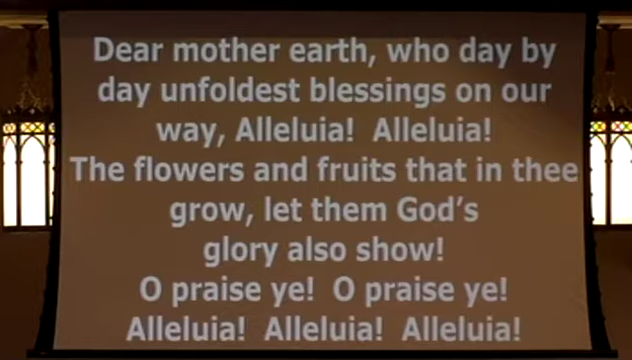 Dear mother earth, who day by
day unfoldest blessings on our
way, Alleluia!  Alleluia!
The flowers and fruits that in thee
grow, let them God's
glory also show!
O praise ye!  O praise ye!
Alleluia!  Alleluia!  Alleluia!